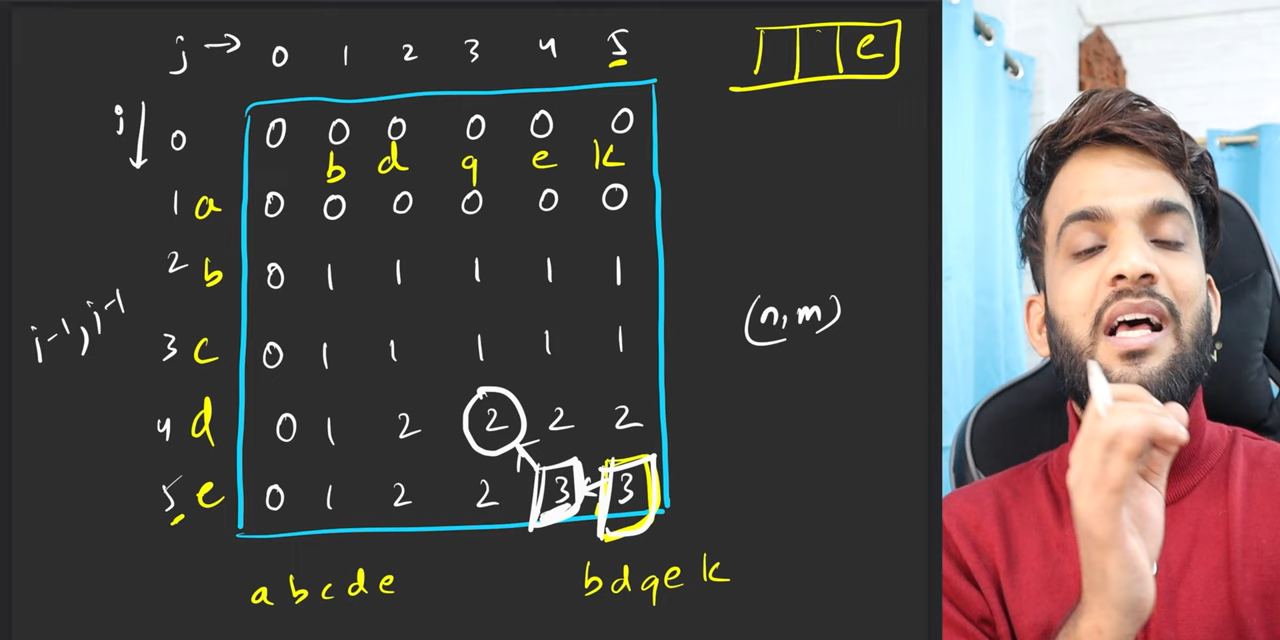 j → 0 1 2 3 4 5
e
i ↓ 0 0 0 0 0 0 0
b d q e k
1 a 0 0 0 0 0 0
2 b 0 1 1 1 1 1
i-1, j-1
(n,m)
3 c 0 1 1 1 1 1
4 d 0 1 2 2 2 2
5 e 0 1 2 2 3 3
a b c d e
b d q e k